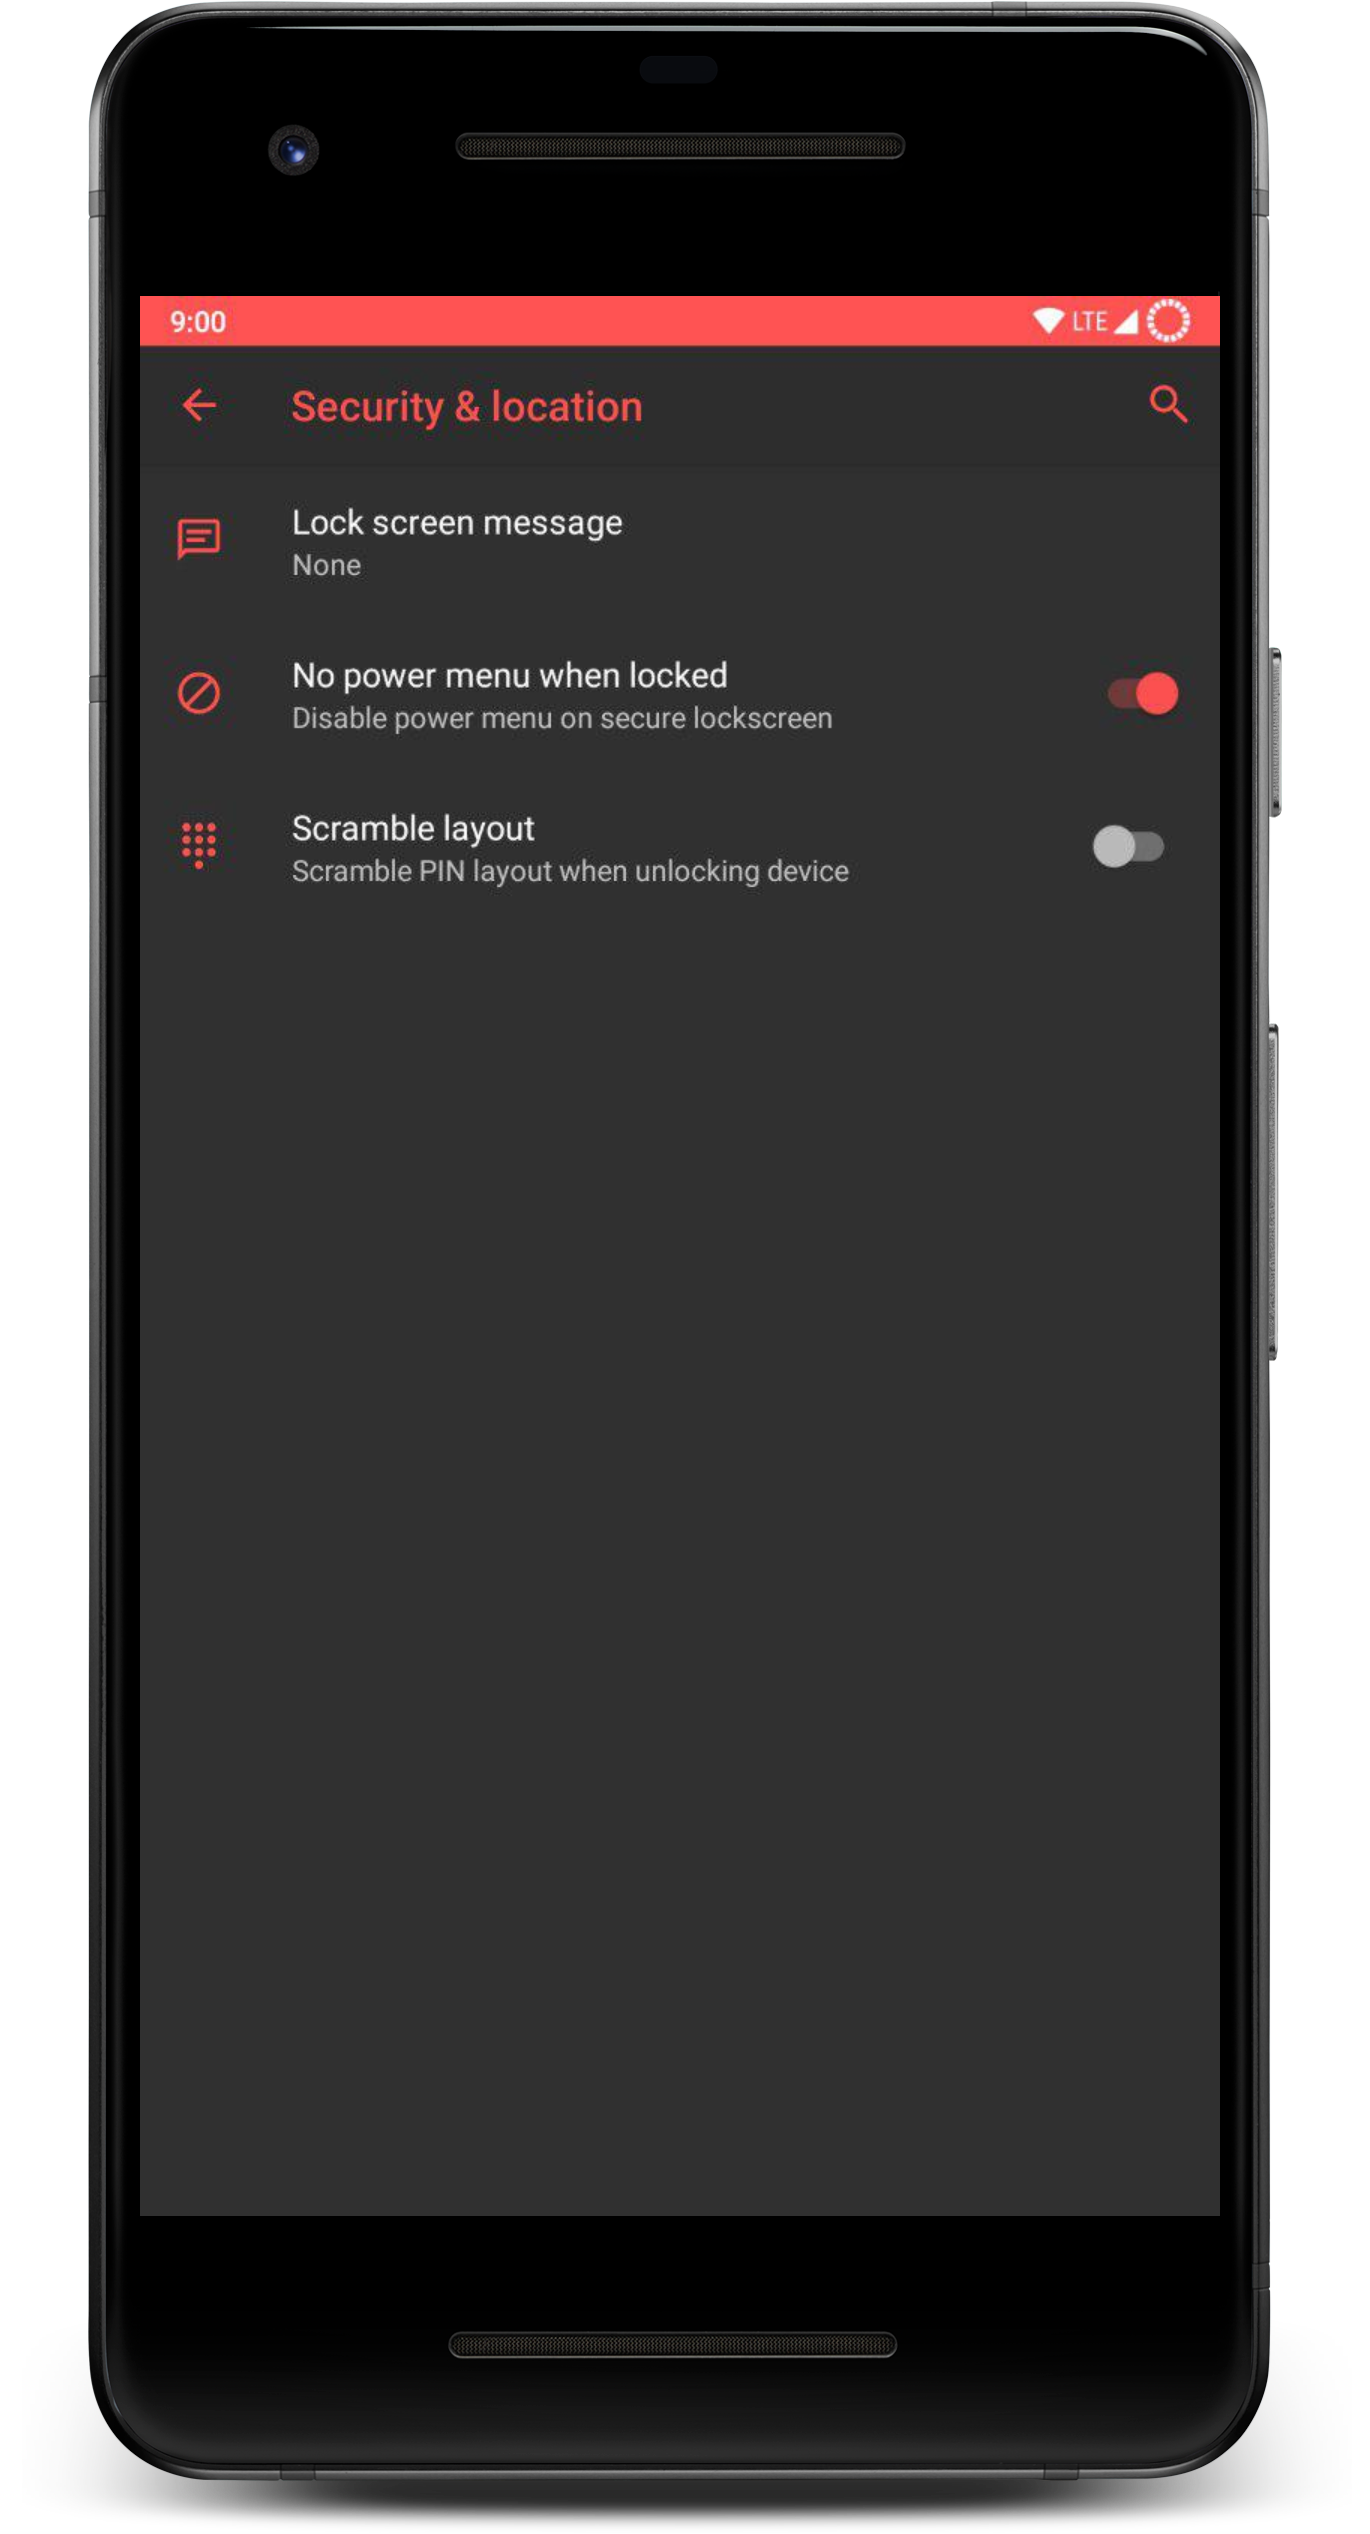 9:00 LTE
Security & location
Lock screen message
None
No power menu when locked
Disable power menu on secure lockscreen
Scramble layout
Scramble PIN layout when unlocking device